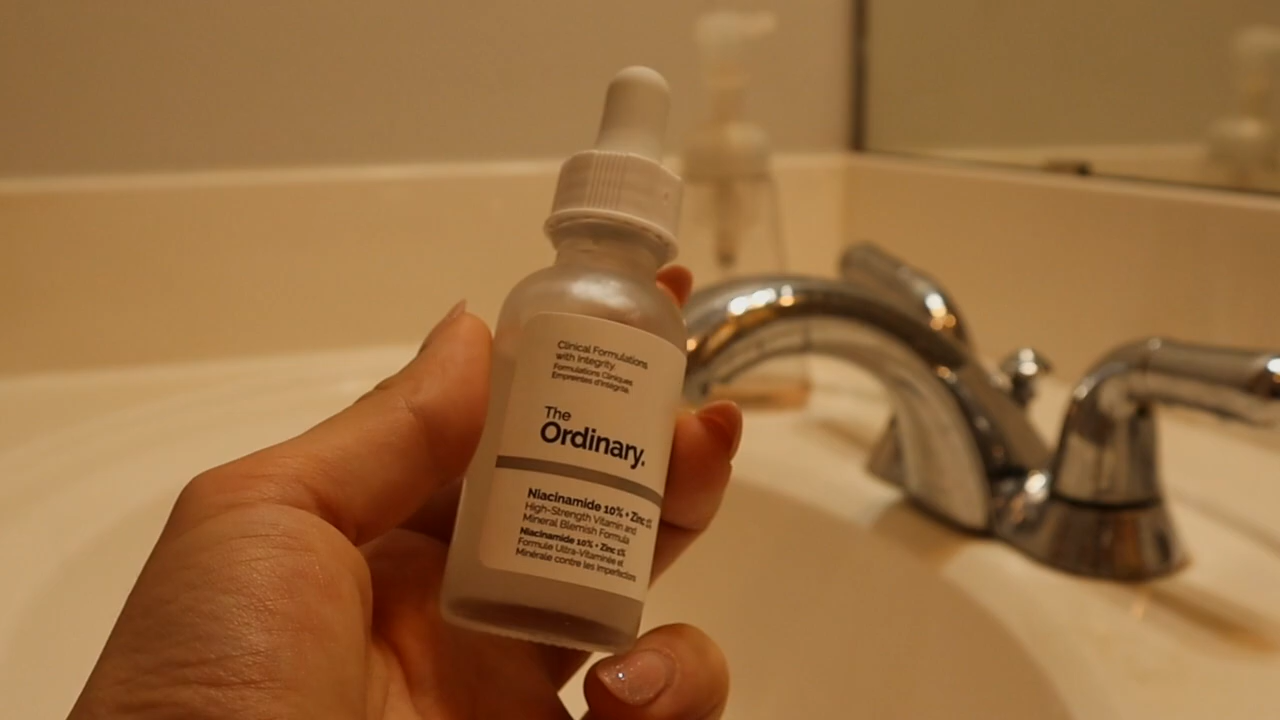 Clinical Formulations
with Integrity.
Formulations Cliniques
Empreintes d'Intégrité.
The
Ordinary.
Niacinamide 10% + Zinc 1%
High-Strength Vitamin and
Mineral Blemish Formula
Niacinamide 10% + Zinc 1%
Formule Ultra-Vitaminée et
Minérale contre les Imperfections